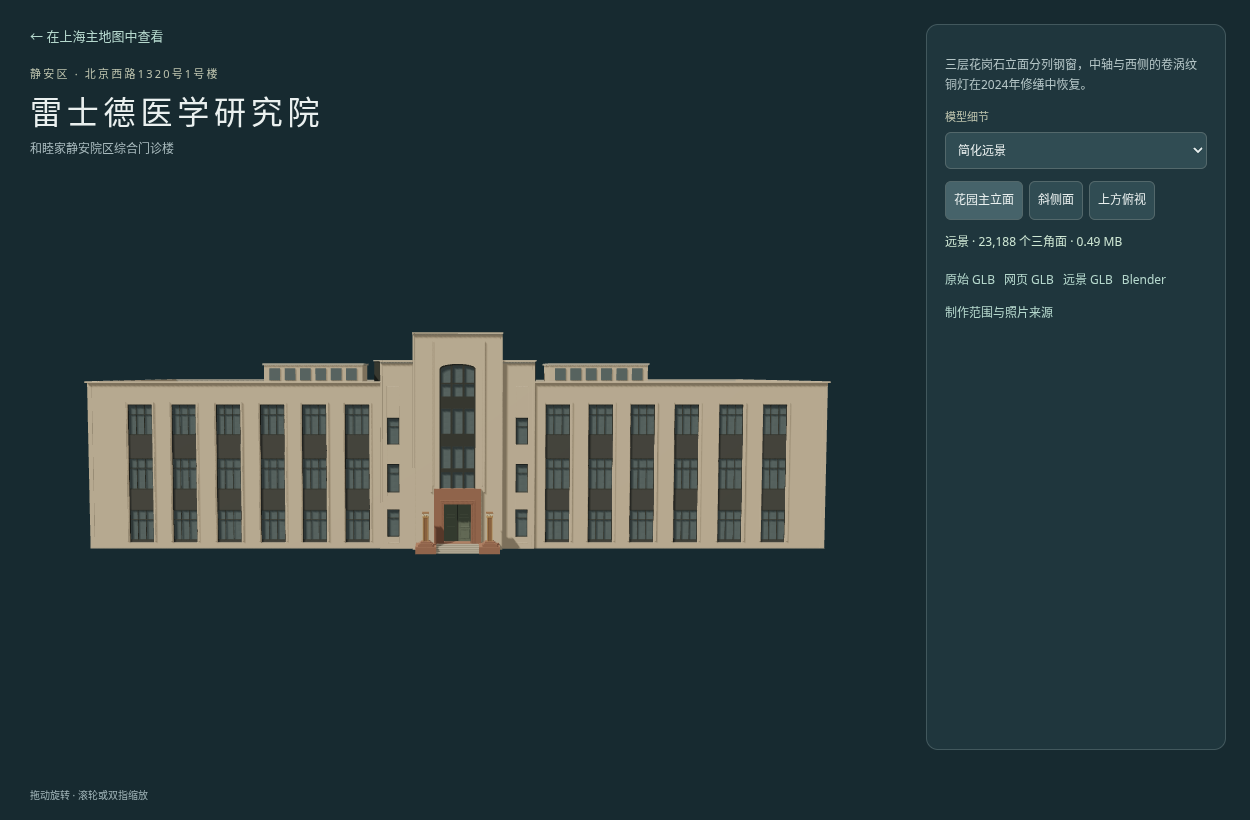 ← 在上海主地图中查看
静安区 · 北京西路1320号1号楼
雷士德医学研究院
和睦家静安院区综合门诊楼
三层花岗石立面分列钢窗，中轴与西侧的卷涡纹
铜灯在2024年修缮中恢复。
模型细节
简化远景
花园主立面 斜侧面 上方俯视
远景 · 23,188 个三角面 · 0.49 MB
原始 GLB 网页 GLB 远景 GLB Blender
制作范围与照片来源
拖动旋转 · 滚轮或双指缩放